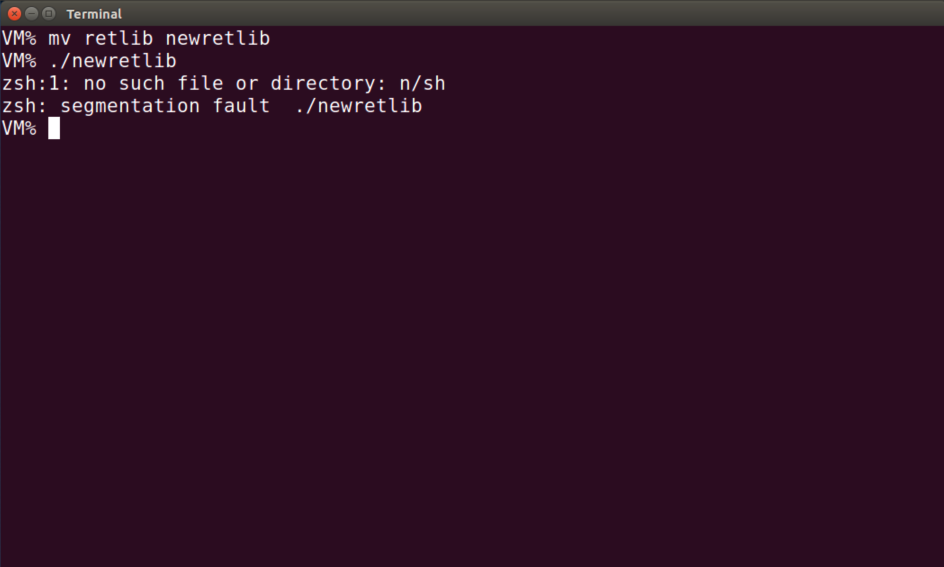 Terminal
VM% mv retlib newretlib
VM% ./newretlib
zsh:1: no such file or directory: n/sh
zsh: segmentation fault  ./newretlib
VM%